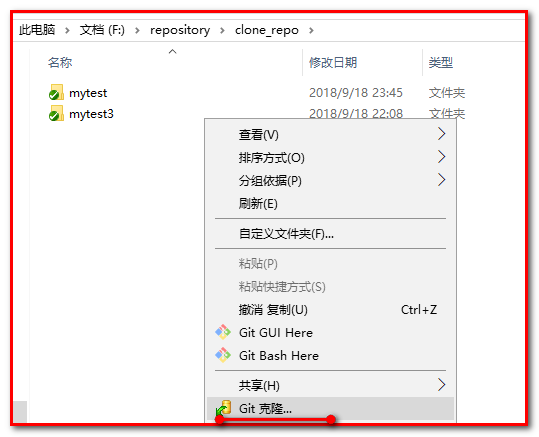 此电脑 > 文档 (F:) > repository > clone_repo >
名称 修改日期 类型
mytest 2018/9/18 23:45 文件夹
mytest3 2018/9/18 22:08 文件夹
查看(V)
排序方式(O)
分组依据(P)
刷新(E)
自定义文件夹(F)...
粘贴(P)
粘贴快捷方式(S)
撤消 复制(U) Ctrl+Z
Git GUI Here
Git Bash Here
共享(H)
Git 克隆...